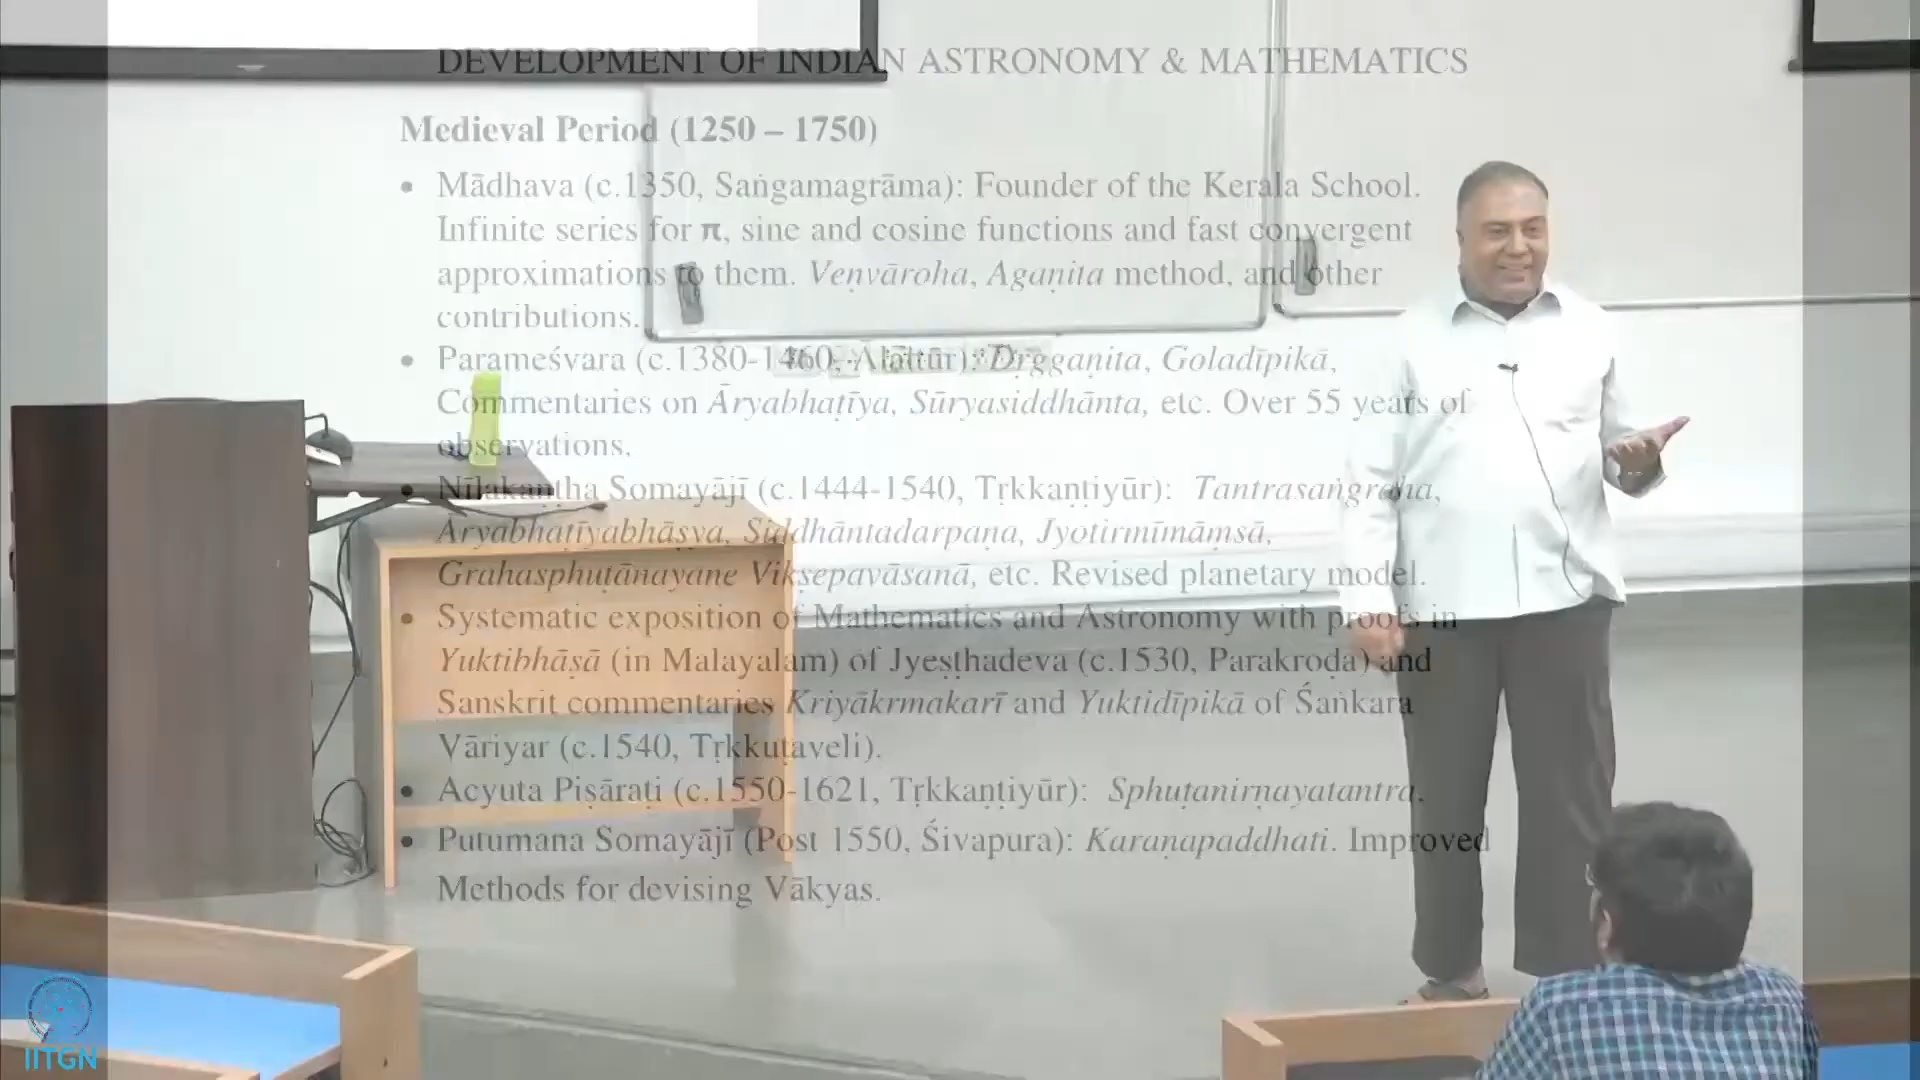 DEVELOPMENT OF INDIAN ASTRONOMY & MATHEMATICS
Medieval Period (1250 – 1750)
• Mādhava (c.1350, Saṅgamagrāma): Founder of the Kerala School.
Infinite series for π, sine and cosine functions and fast convergent
approximations to them. Veṇvāroha, Agaṇita method, and other
contributions.
• Parameśvara (c.1380-1460, Ālattūr): Dṛggaṇita, Goladīpikā,
Commentaries on Āryabhaṭīya, Sūryasiddhānta, etc. Over 55 years of
observations.
• Nīlakaṇṭha Somayājī (c.1444-1540, Tṛkkaṇṭiyūr): Tantrasaṅgraha,
Āryabhaṭīyabhāṣya, Siddhāntadarpaṇa, Jyotirmīmāṃsā,
Grahasphuṭānayane Vikṣepavāsanā, etc. Revised planetary model.
• Systematic exposition of Mathematics and Astronomy with proofs in
Yuktibhāṣā (in Malayalam) of Jyeṣṭhadeva (c.1530, Parakroḍa) and
Sanskrit commentaries Kriyākrmakarī and Yuktidīpikā of Śaṅkara
Vāriyar (c.1540, Tṛkkuṭaveli).
• Acyuta Piṣāraṭi (c.1550-1621, Tṛkkaṇṭiyūr): Sphuṭanirṇayatantra.
• Putumana Somayājī (Post 1550, Śivapura): Karaṇapaddhati. Improved
Methods for devising Vākyas.
IITGN